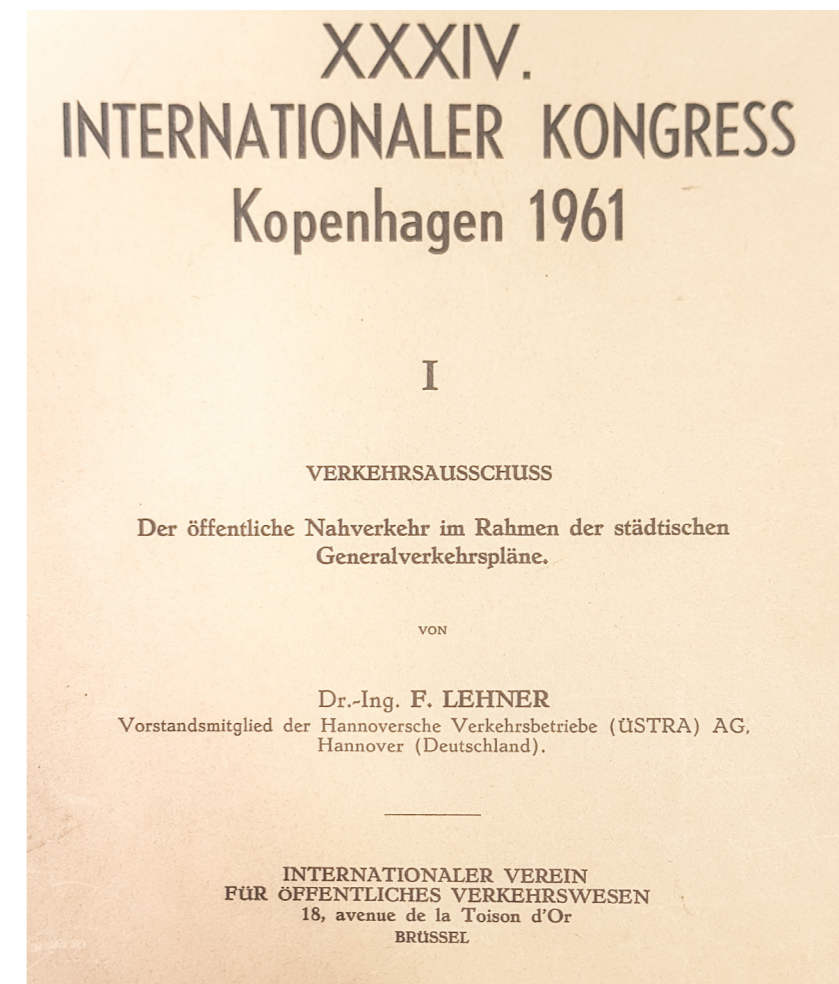 XXXIV.
INTERNATIONALER KONGRESS
Kopenhagen 1961
I
VERKEHRSAUSSCHUSS
Der öffentliche Nahverkehr im Rahmen der städtischen
Generalverkehrspläne.
VON
Dr.-Ing. F. LEHNER
Vorstandsmitglied der Hannoversche Verkehrsbetriebe (ÜSTRA) AG,
Hannover (Deutschland).
INTERNATIONALER VEREIN
FÜR ÖFFENTLICHES VERKEHRSWESEN
18, avenue de la Toison d'Or
BRÜSSEL